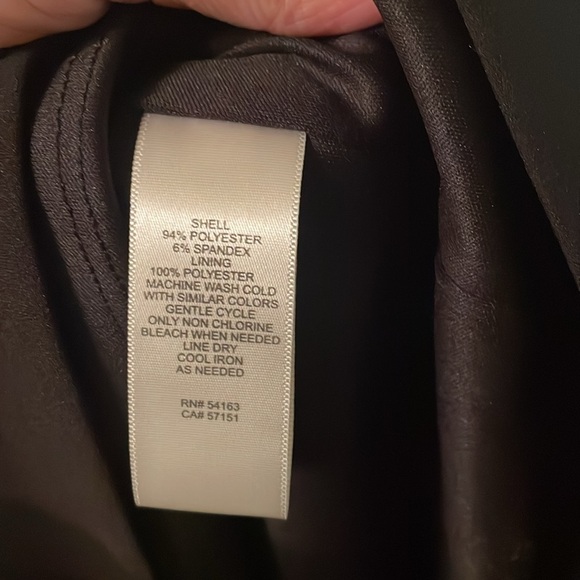 SHELL
94% POLYESTER
6% SPANDEX
LINING
100% POLYESTER
MACHINE WASH COLD
WITH SIMILAR COLORS
GENTLE CYCLE
ONLY NON CHLORINE
BLEACH WHEN NEEDED
LINE DRY
COOL IRON
AS NEEDED
RN# 54163
CA# 57151